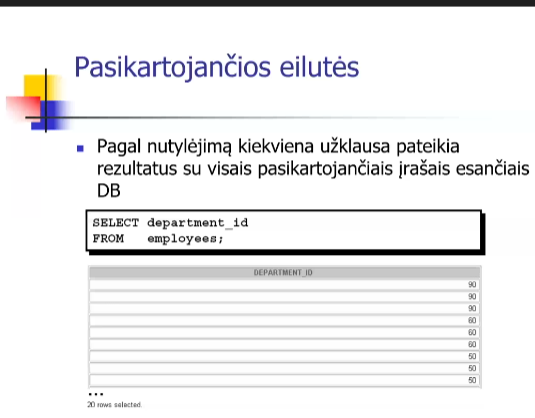 Pasikartojančios eilutės
Pagal nutylėjimą kiekviena užklausa pateikia
rezultatus su visais pasikartojančiais įrašais esančiais
DB
SELECT department_id
FROM employees;
DEPARTMENT_ID
90
90
90
60
60
60
50
50
50
...
20 rows selected.